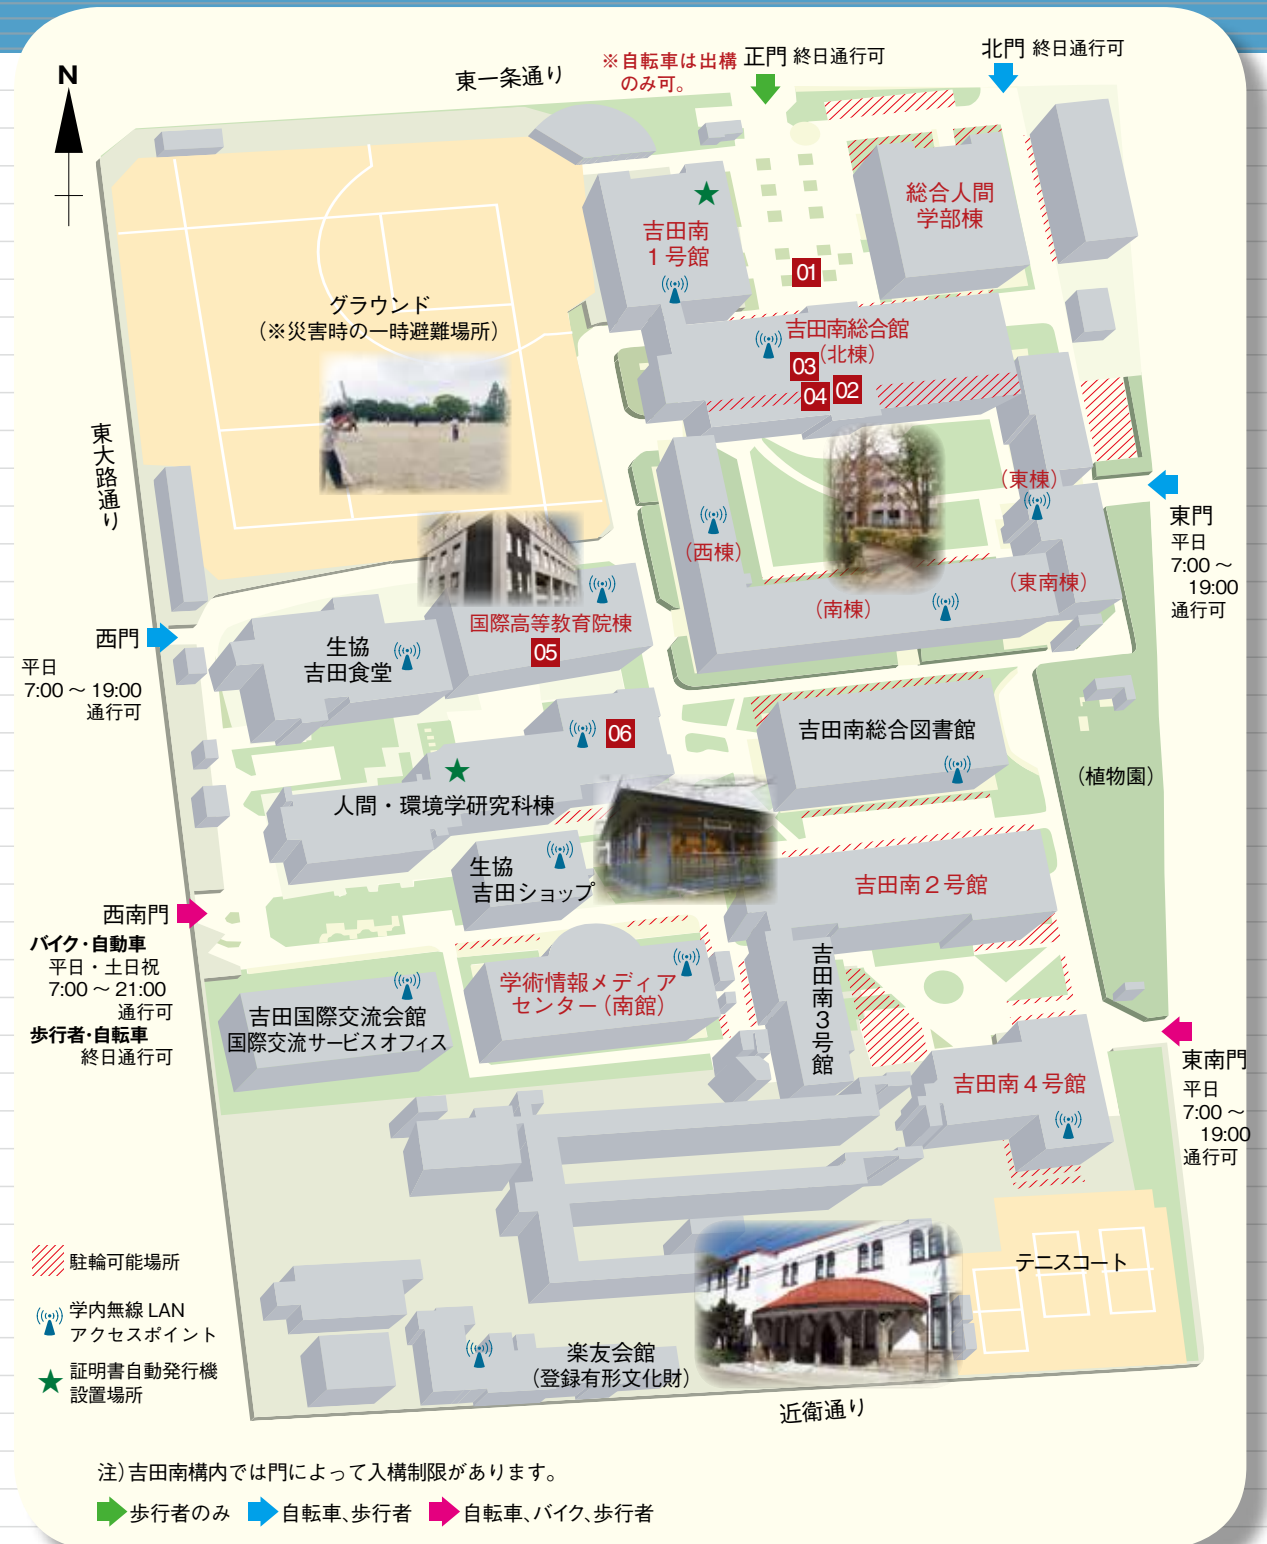 N
東一条通り
※自転車は出構
のみ可。
正門 終日通行可
北門 終日通行可
総合人間
学部棟
吉田南
1号館
01
グラウンド
（※災害時の一時避難場所）
吉田南総合館
（北棟）
03
04
02
東大路通り
（東棟）
東門
平日
7:00～
19:00
通行可
（西棟）
（南棟）
（東南棟）
西門
平日
7:00～19:00
通行可
国際高等教育院棟
05
生協
吉田食堂
06
吉田南総合図書館
（植物園）
人間・環境学研究科棟
生協
吉田ショップ
吉田南2号館
西南門
バイク・自動車
平日・土日祝
7:00～21:00
通行可
歩行者・自転車
終日通行可
学術情報メディア
センター（南館）
吉田南3号館
吉田国際交流会館
国際交流サービスオフィス
東南門
平日
7:00～
19:00
通行可
吉田南4号館
テニスコート
駐輪可能場所
学内無線 LAN
アクセスポイント
証明書自動発行機
設置場所
楽友会館
（登録有形文化財）
近衛通り
注）吉田南構内では門によって入構制限があります。
歩行者のみ 自転車、歩行者 自転車、バイク、歩行者